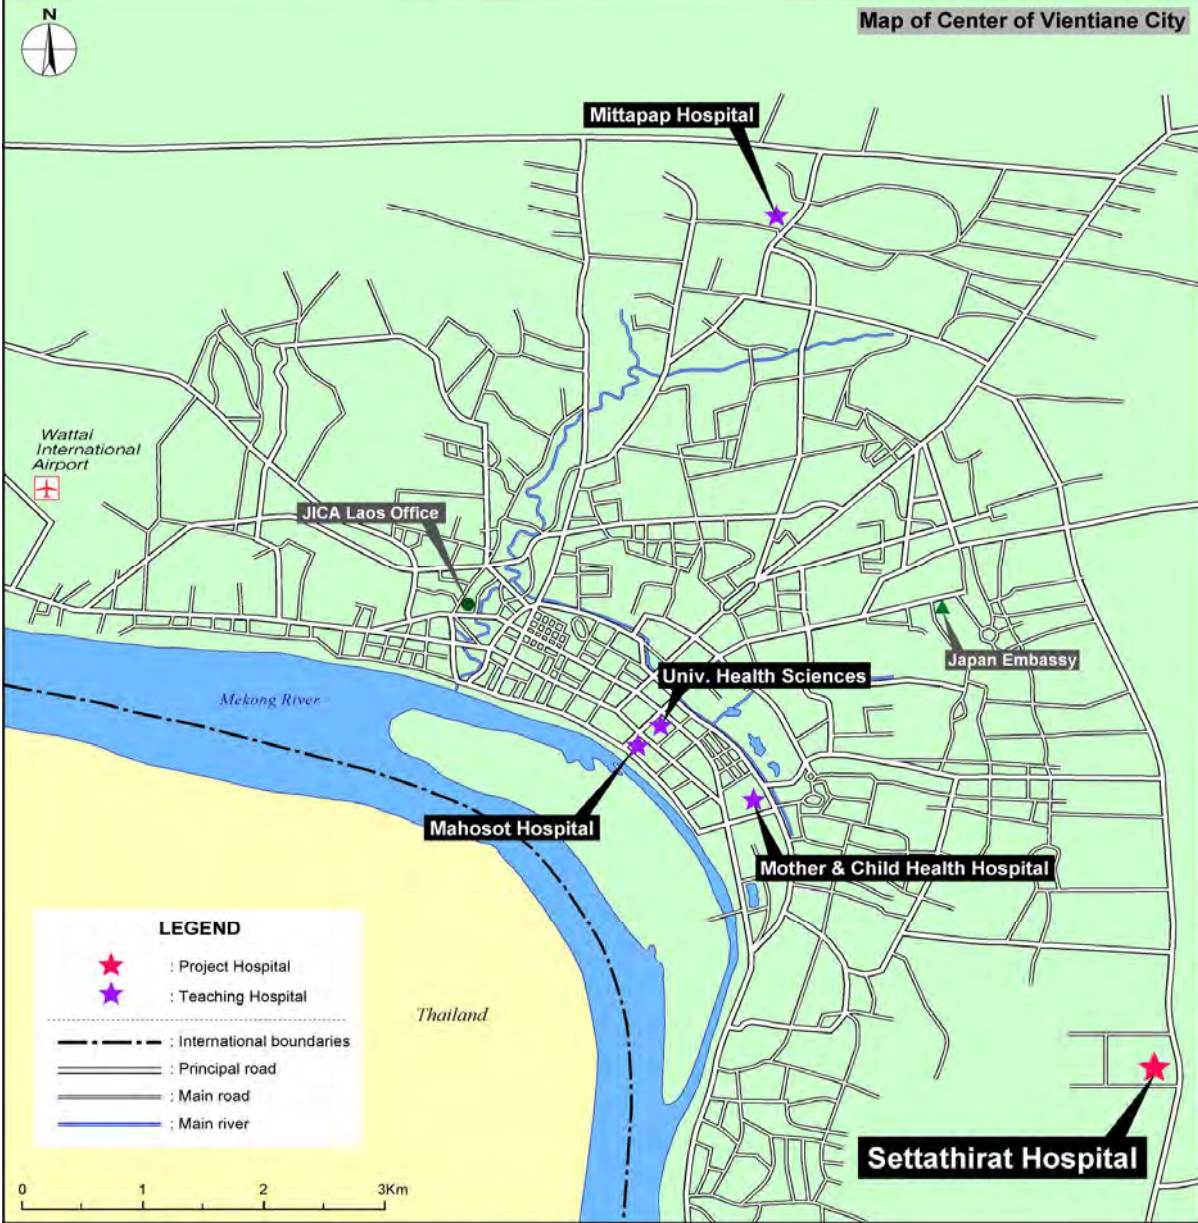 N
Map of Center of Vientiane City
Mittapap Hospital
Wattai
International
Airport
JICA Laos Office
Japan Embassy
Univ. Health Sciences
Mekong River
Mahosot Hospital
Mother & Child Health Hospital
LEGEND
: Project Hospital
: Teaching Hospital
: International boundaries
: Principal road
: Main road
: Main river
Thailand
Settathirat Hospital
0 1 2 3Km